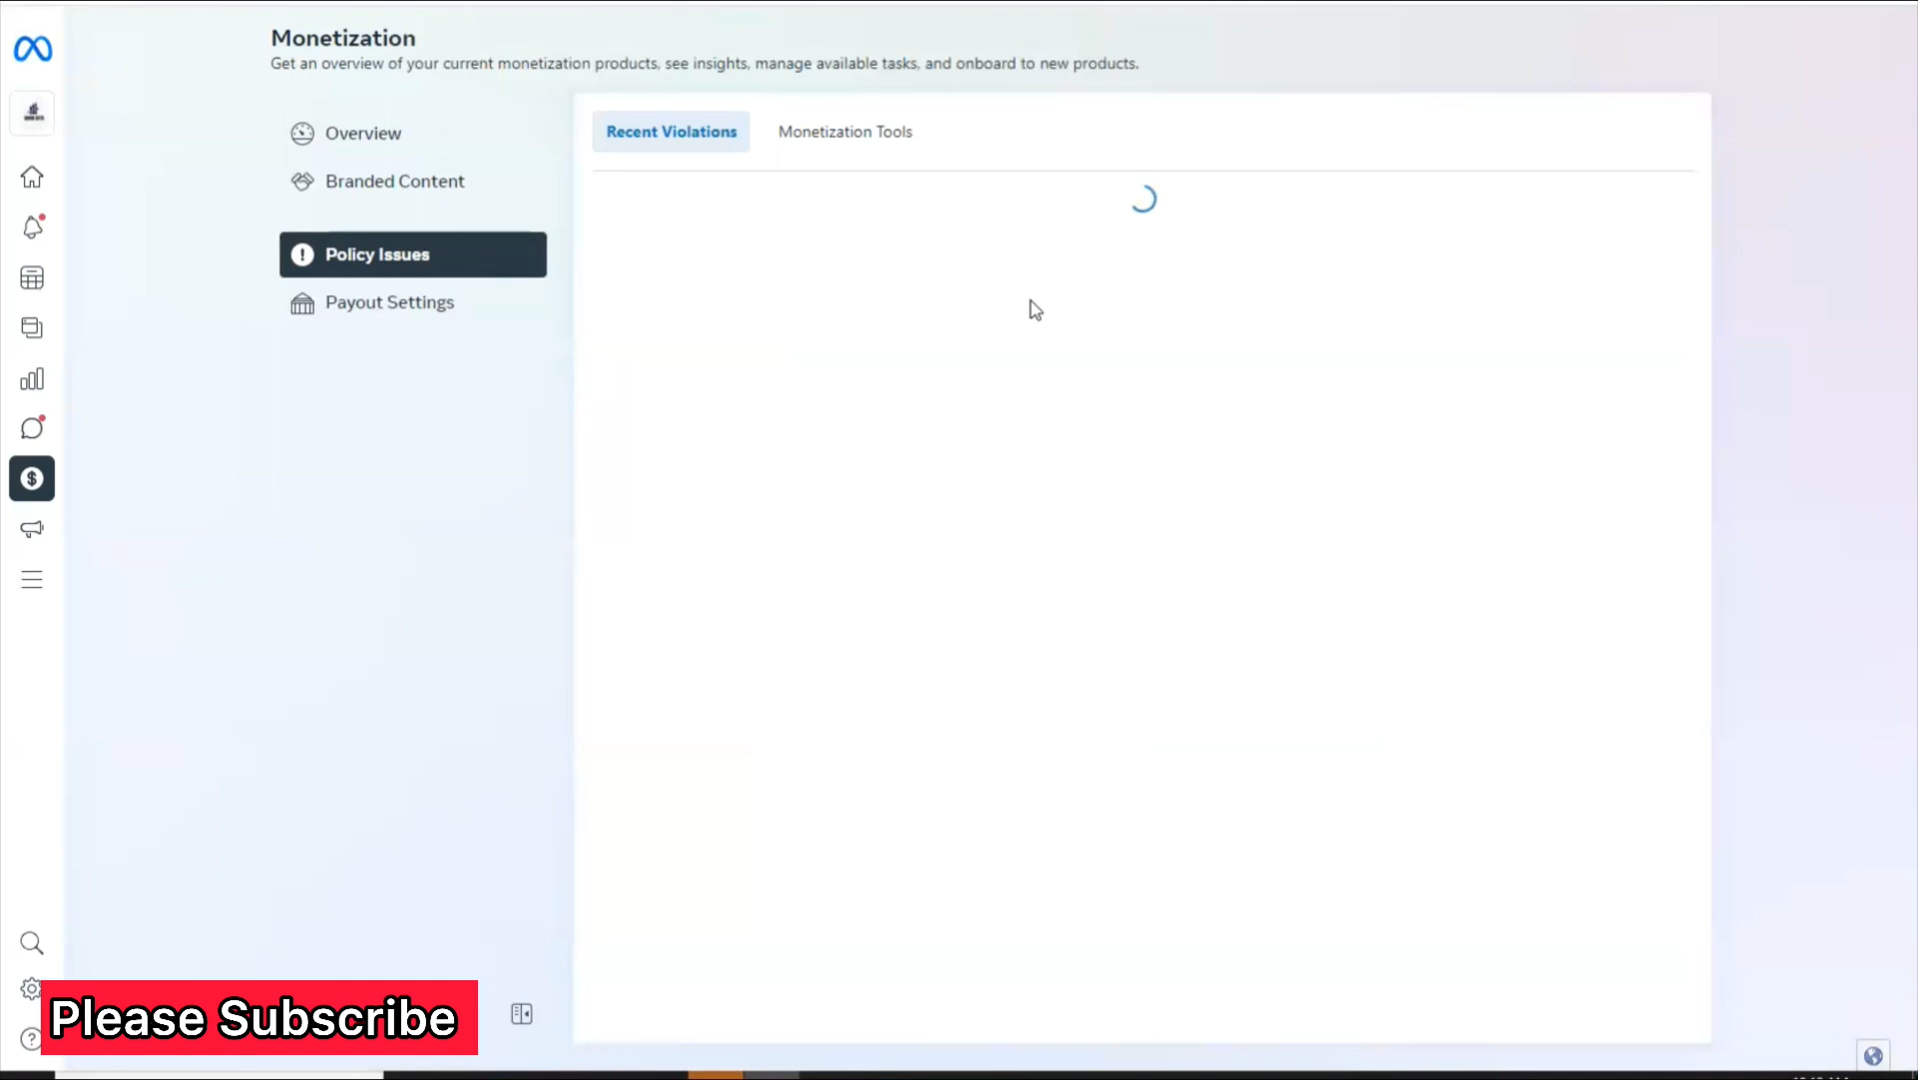 Monetization
Get an overview of your current monetization products, see insights, manage available tasks, and onboard to new products.
Overview
Branded Content
Policy Issues
Payout Settings
Recent Violations
Monetization Tools
Please Subscribe